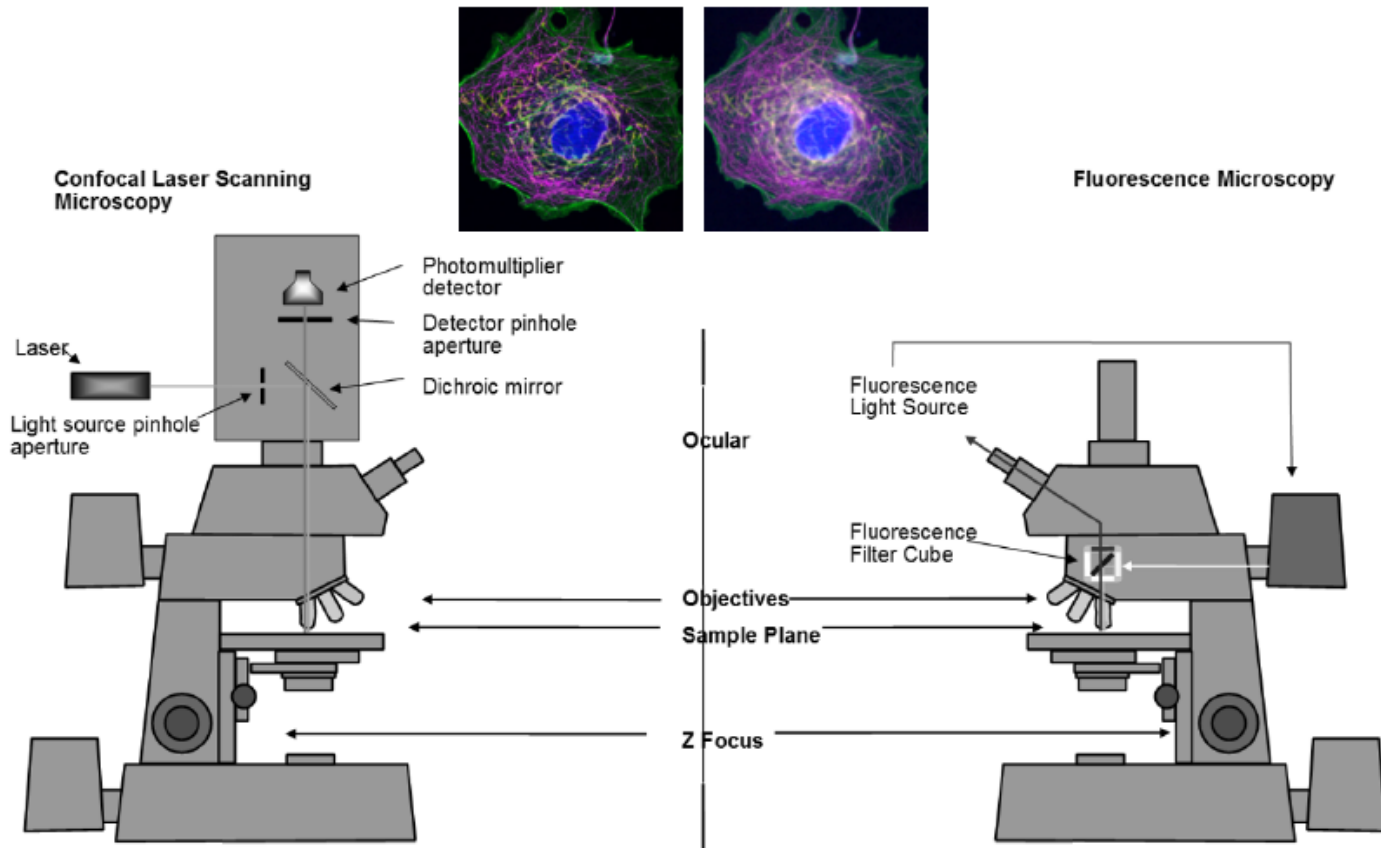 Confocal Laser Scanning
Microscopy
Fluorescence Microscopy
Photomultiplier
detector
Detector pinhole
aperture
Laser
Dichroic mirror
Light source pinhole
aperture
Fluorescence
Light Source
Ocular
Fluorescence
Filter Cube
Objectives
Sample Plane
Z Focus